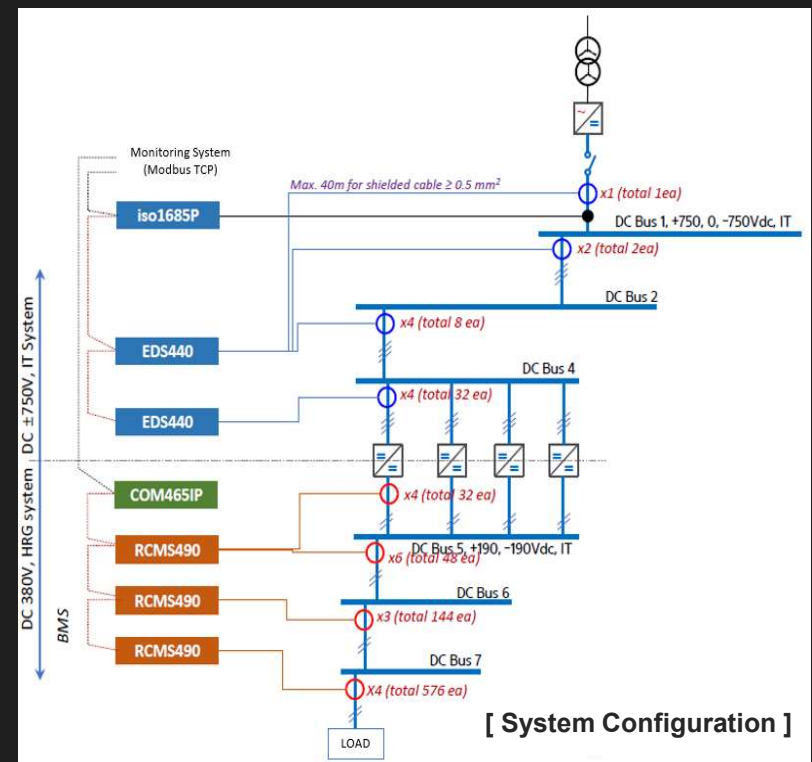 Monitoring System
(Modbus TCP)
Max. 40m for shielded cable ≥ 0.5 mm²
~
=
x1 (total 1ea)
iso1685P
DC Bus 1, +750, 0, -750Vdc, IT
x2 (total 2ea)
DC Bus 2
x4 (total 8 ea)
EDS440
DC Bus 4
x4 (total 32 ea)
EDS440
DC ±750V, IT System
= = = =
= = = =
COM465IP
x4 (total 32 ea)
RCMS490
DC Bus 5, +190, -190Vdc, IT
x6 (total 48 ea)
DC Bus 6
RCMS490
x3 (total 144 ea)
DC 380V, HRG system
BMS
RCMS490
DC Bus 7
X4 (total 576 ea)
LOAD
[ System Configuration ]